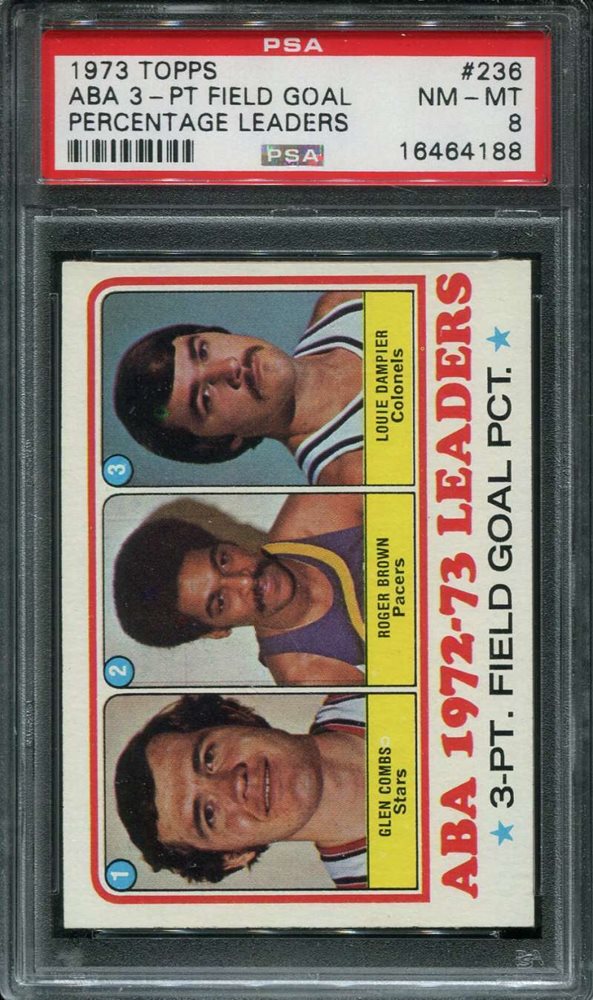 PSA
1973 TOPPS #236
ABA 3-PT FIELD GOAL NM-MT
PERCENTAGE LEADERS 8
PSA 16464188
1
GLEN COMBS
Stars
2
ROGER BROWN
Pacers
3
LOUIE DAMPIER
Colonels
ABA 1972-73 LEADERS
★ 3-PT. FIELD GOAL PCT. ★